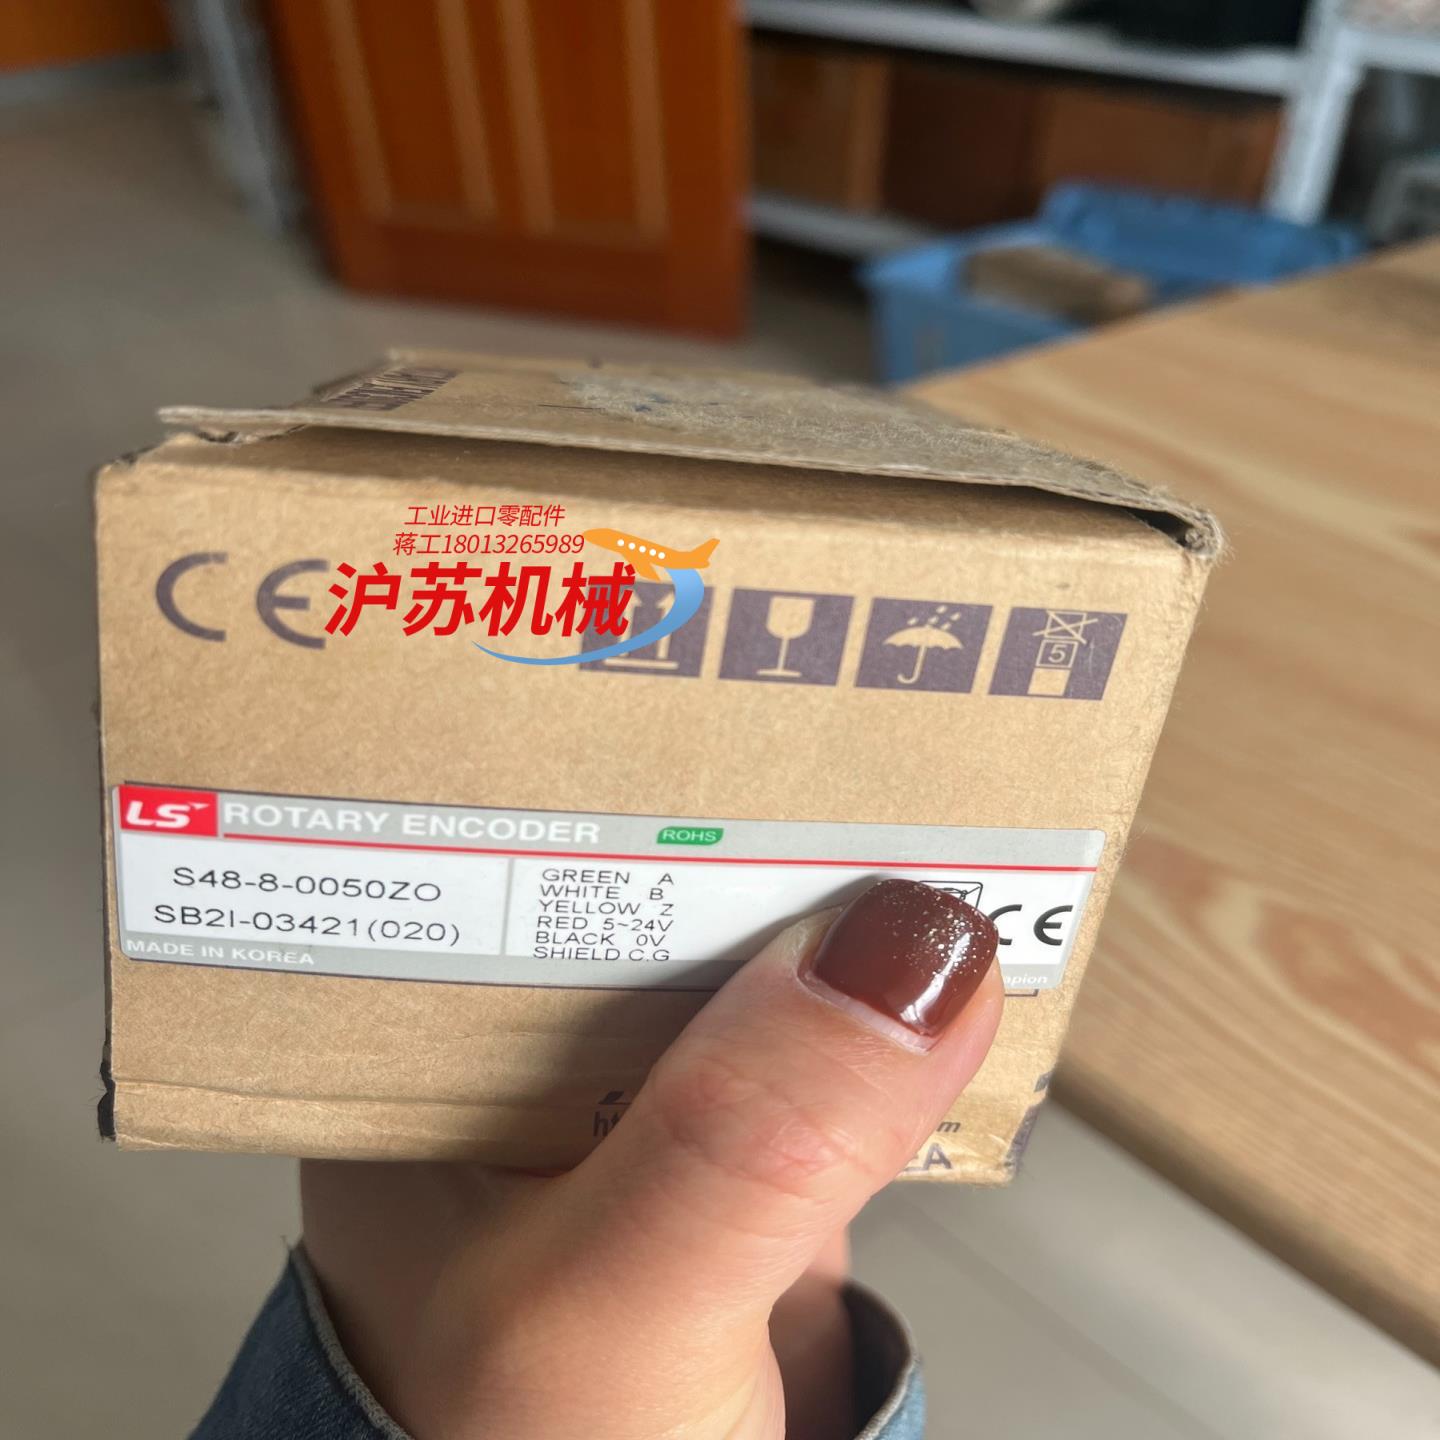 工业进口零配件
蒋工18013265989
沪苏机械
CE
5
LS ROTARY ENCODER ROHS
S48-8-0050ZO
SB2I-03421(020)
MADE IN KOREA
GREEN A
WHITE B
YELLOW Z
RED 5~24V
BLACK 0V
SHIELD C.G
CE